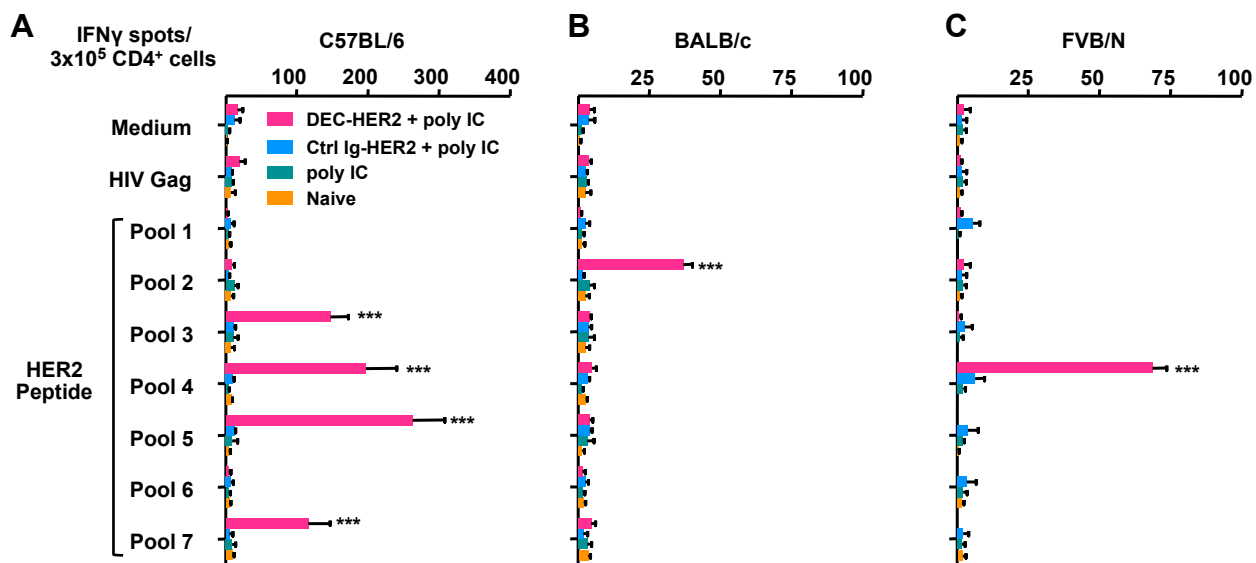 A
IFNγ spots/
3x10⁵ CD4⁺ cells
C57BL/6
100 200 300 400
B
BALB/c
25 50 75 100
C
FVB/N
25 50 75 100
DEC-HER2 + poly IC
Ctrl Ig-HER2 + poly IC
poly IC
Naive
Medium
HIV Gag
HER2
Peptide
Pool 1
Pool 2
***
Pool 3
***
Pool 4
***
***
Pool 5
***
Pool 6
Pool 7
***